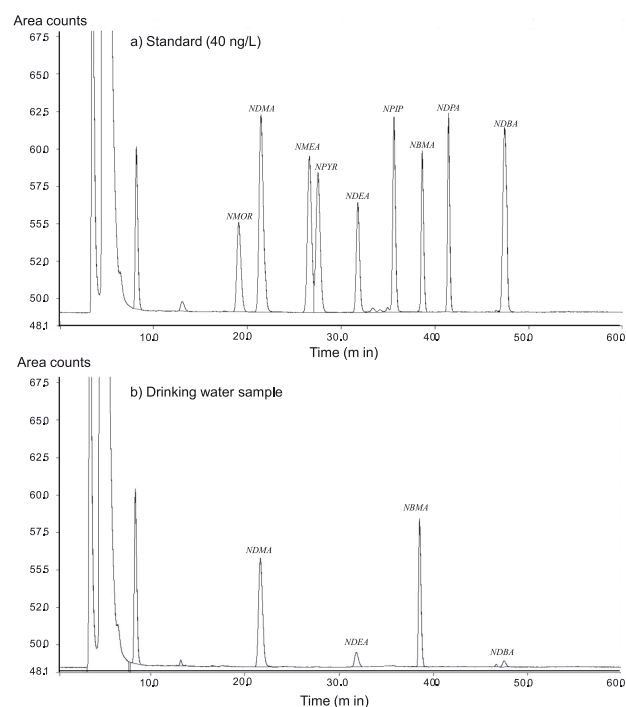 Area counts
67.5
a) Standard (40 ng/L)
65.0
62.5
NDMA
NPIP
NDPA
NDBA
60.0
NMEA
NBMA
NPYR
57.5
NDEA
55.5
NMOR
52.0
50.0
48.1
10.0 20.0 30.0 40.0 50.0 60.0
Time (m in)
Area counts
67.5
b) Drinking water sample
65.0
62.5
60.0
NBMA
57.5
NDMA
55.5
52.0
NDEA
50.0
NDBA
48.1
10.0 20.0 30.0 40.0 50.0 60.0
Time (m in)